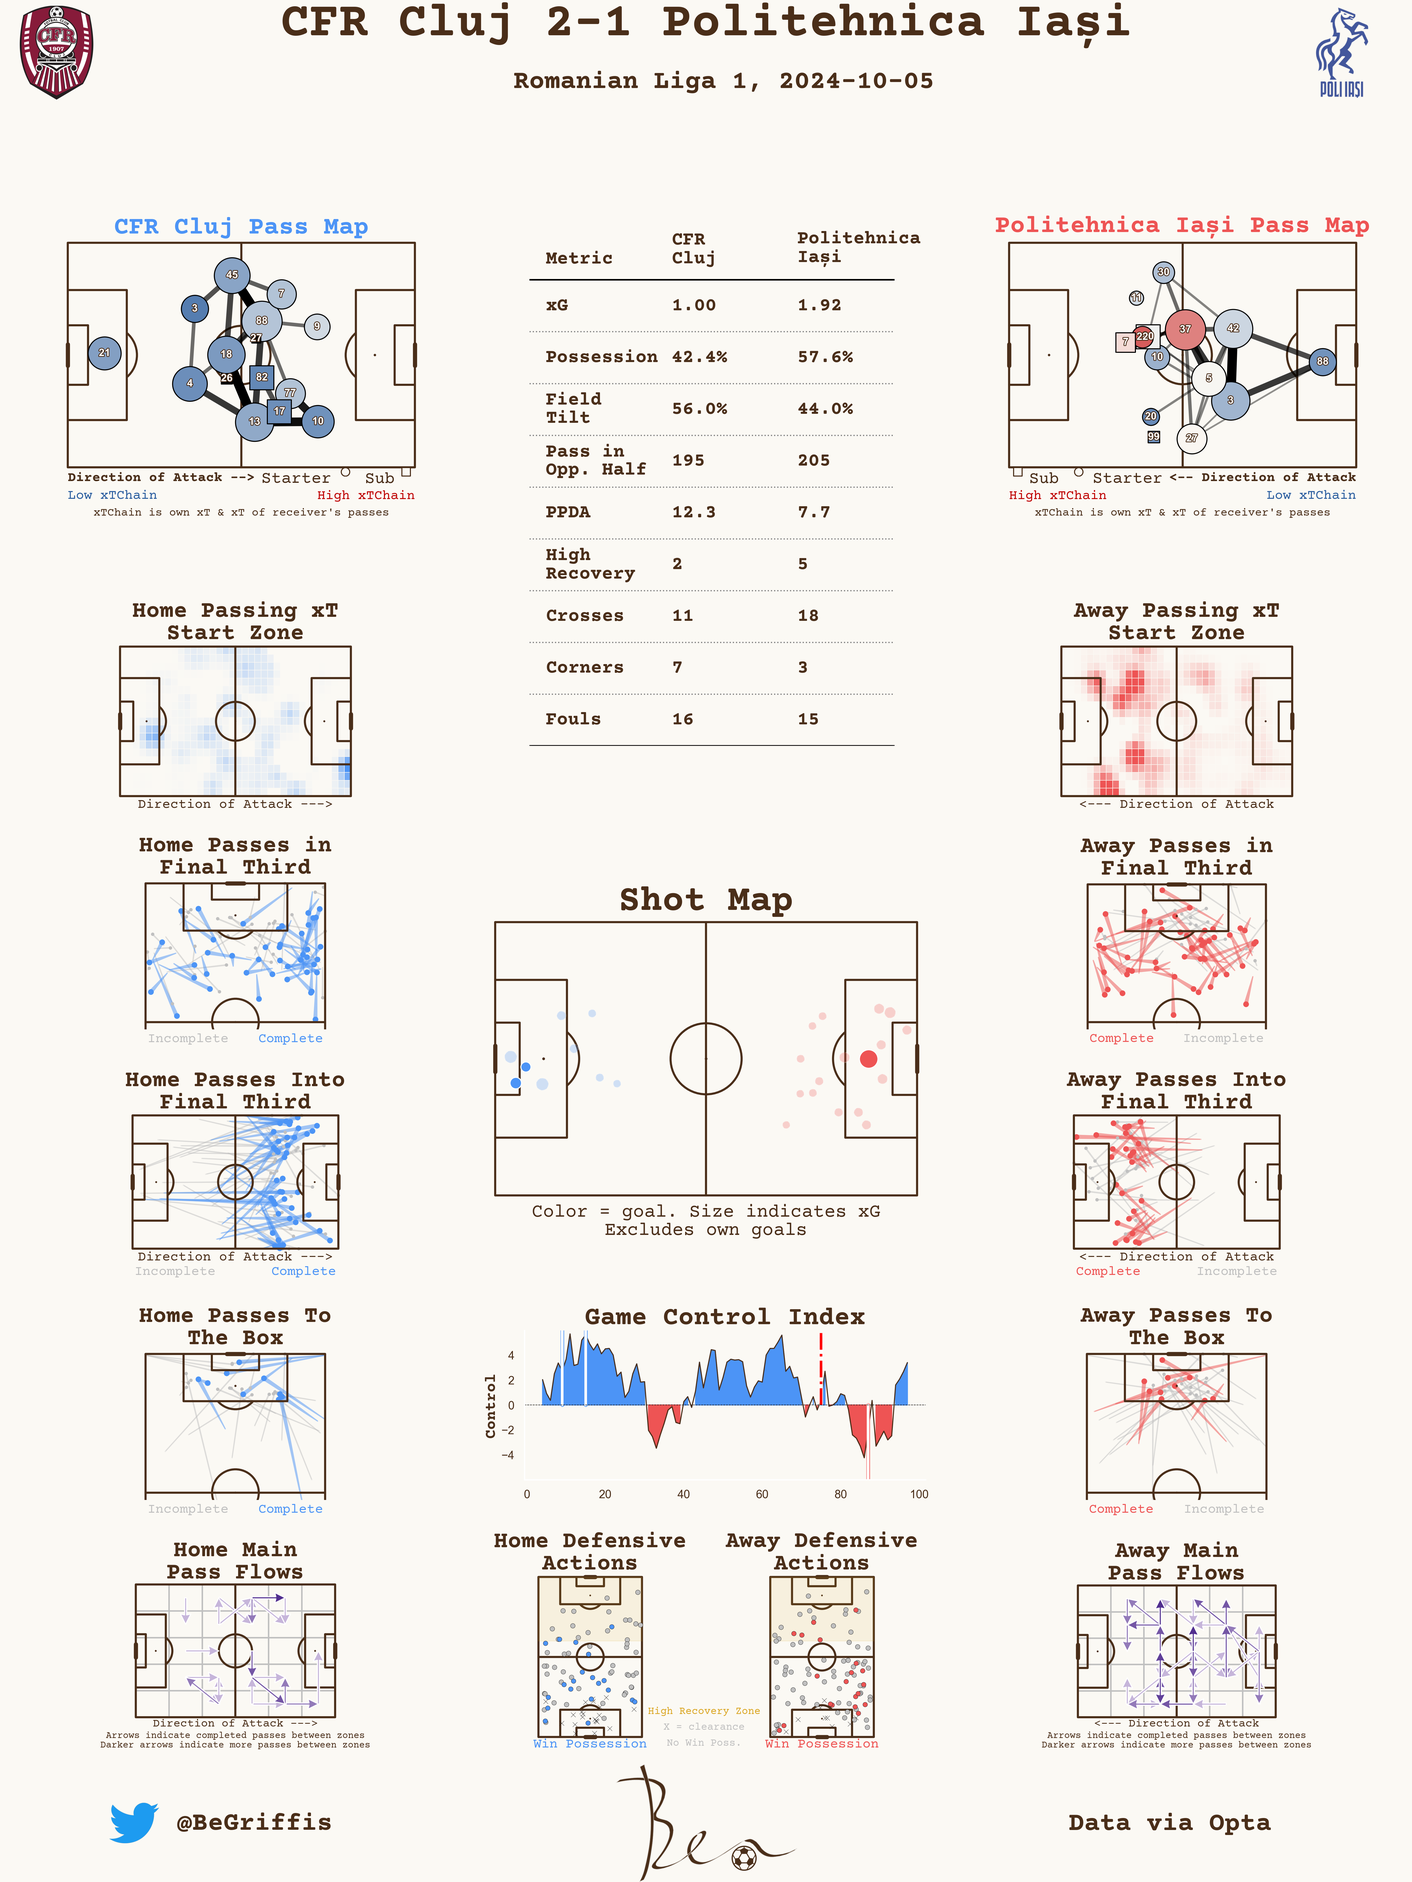 CFR Cluj 2-1 Politehnica Iași
Romanian Liga 1, 2024-10-05
CFR
1907
POLI IAȘI
CFR Cluj Pass Map
45
7
3
88
9
27
21
18
26
82
4
77
17
13
10
Direction of Attack --> Starter Sub
Low xTChain High xTChain
xTChain is own xT & xT of receiver's passes
Metric CFR Cluj Politehnica Iași
xG 1.00 1.92
Possession 42.4% 57.6%
Field Tilt 56.0% 44.0%
Pass in Opp. Half 195 205
PPDA 12.3 7.7
High Recovery 2 5
Crosses 11 18
Corners 7 3
Fouls 16 15
Politehnica Iași Pass Map
30
11
37
42
7
220
10
88
5
3
20
99
27
Sub Starter <-- Direction of Attack
High xTChain Low xTChain
xTChain is own xT & xT of receiver's passes
Home Passing xT
Start Zone
Direction of Attack --->
Away Passing xT
Start Zone
<--- Direction of Attack
Home Passes in
Final Third
Incomplete Complete
Away Passes in
Final Third
Complete Incomplete
Shot Map
Color = goal. Size indicates xG
Excludes own goals
Home Passes Into
Final Third
Direction of Attack --->
Incomplete Complete
Away Passes Into
Final Third
<--- Direction of Attack
Complete Incomplete
Home Passes To
The Box
Incomplete Complete
Game Control Index
Control
4
2
0
−2
−4
0 20 40 60 80 100
Away Passes To
The Box
Complete Incomplete
Home Main
Pass Flows
Direction of Attack --->
Arrows indicate completed passes between zones
Darker arrows indicate more passes between zones
Home Defensive
Actions
Win Possession
High Recovery Zone
X = clearance
No Win Poss.
Away Defensive
Actions
Win Possession
Away Main
Pass Flows
<--- Direction of Attack
Arrows indicate completed passes between zones
Darker arrows indicate more passes between zones
@BeGriffis
Ben
Data via Opta